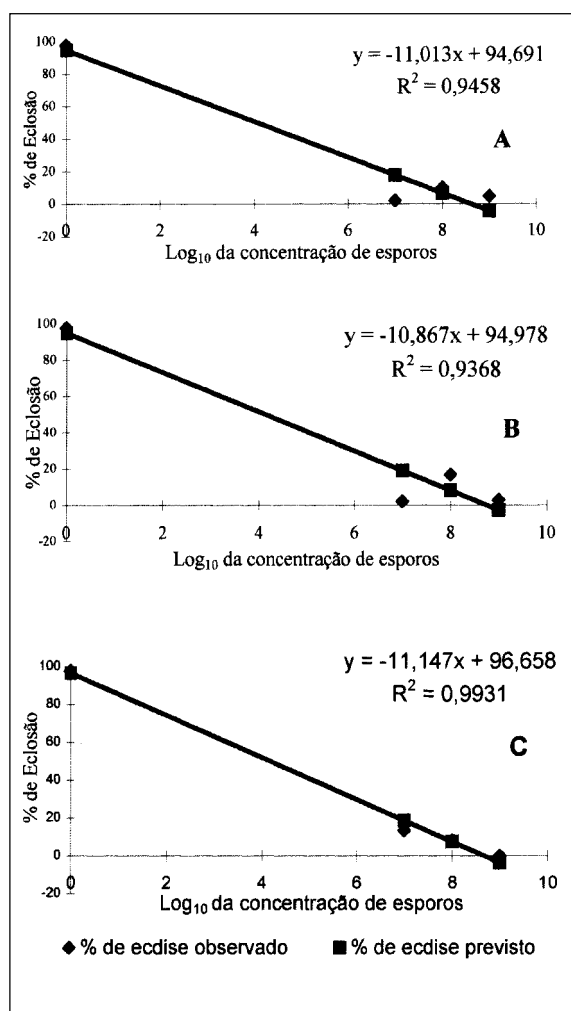 y = -11,013x + 94,691
R² = 0,9458
A
% de Eclosão
100
80
60
40
20
0
-20
0 2 4 6 8 10
Log₁₀ da concentração de esporos
y = -10,867x + 94,978
R² = 0,9368
B
% de Eclosão
100
80
60
40
20
0
-20
0 2 4 6 8 10
Log₁₀ da concentração de esporos
y = -11,147x + 96,658
R² = 0,9931
C
% de Eclosão
100
80
60
40
20
0
-20
0 2 4 6 8 10
Log₁₀ da concentração de esporos
◆ % de ecdise observado ■ % de ecdise previsto